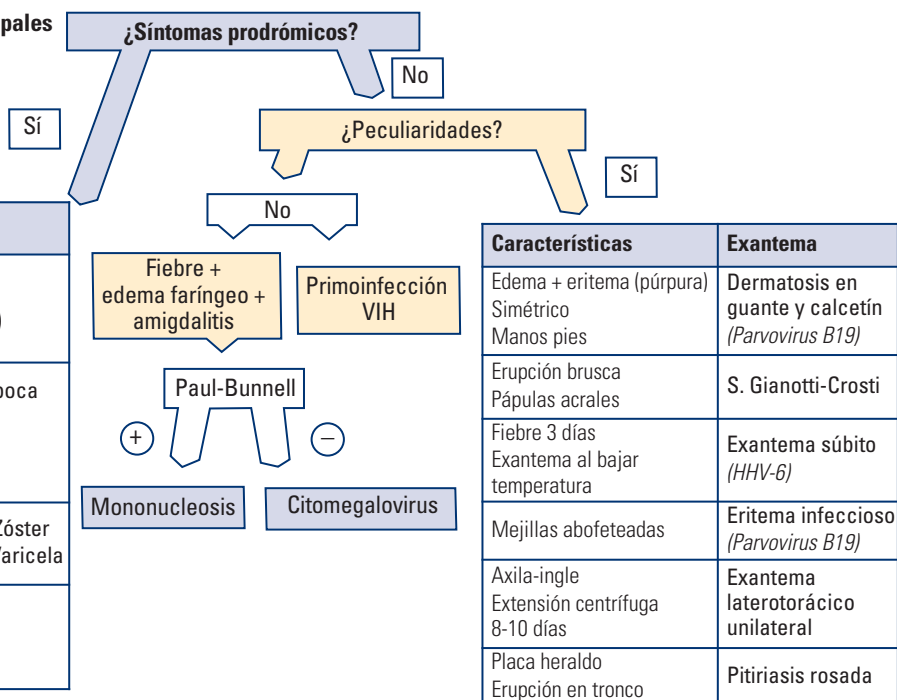 ¿Síntomas prodrómicos?
No
Sí
¿Peculiaridades?
Sí
No
Fiebre +
edema faríngeo +
amigdalitis
Primoinfección
VIH
Paul-Bunnell
+
–
Mononucleosis
Citomegalovirus
Zóster
Varicela
Características
Exantema
Edema + eritema (púrpura)
Simétrico
Manos pies
Dermatosis en
guante y calcetín
(Parvovirus B19)
Erupción brusca
Pápulas acrales
S. Gianotti-Crosti
Fiebre 3 días
Exantema al bajar
temperatura
Exantema súbito
(HHV-6)
Mejillas abofeteadas
Eritema infeccioso
(Parvovirus B19)
Axila-ingle
Extensión centrífuga
8-10 días
Exantema
laterotorácico
unilateral
Placa heraldo
Erupción en tronco
Pitiriasis rosada